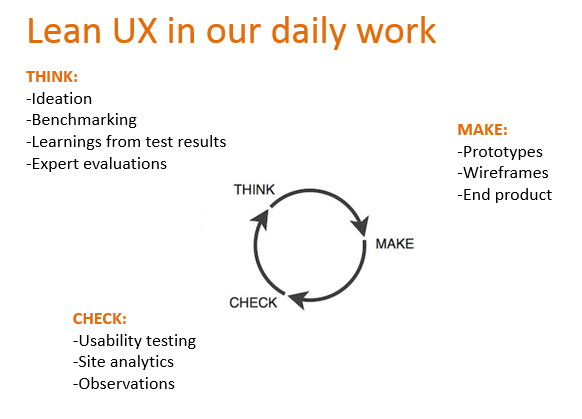 Lean UX in our daily work
THINK:
-Ideation
-Benchmarking
-Learnings from test results
-Expert evaluations
MAKE:
-Prototypes
-Wireframes
-End product
THINK
MAKE
CHECK
CHECK:
-Usability testing
-Site analytics
-Observations